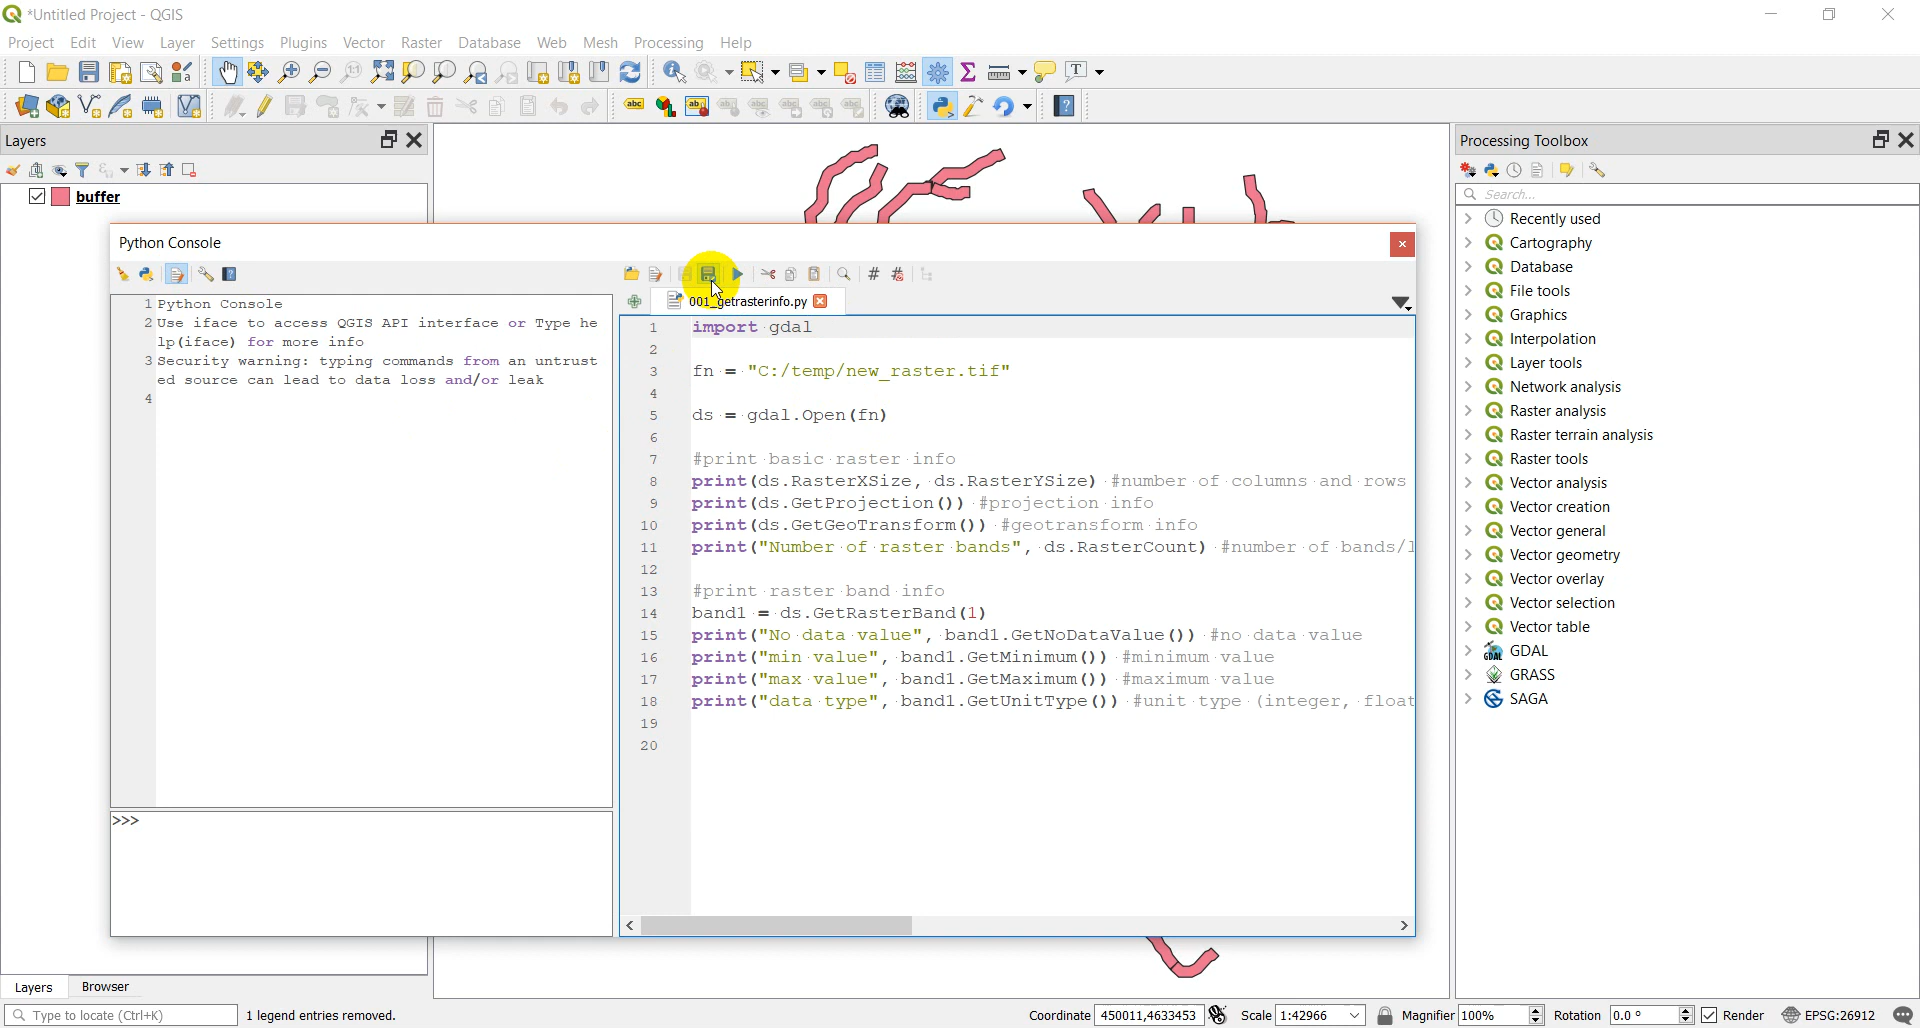 *Untitled Project - QGIS
Project Edit View Layer Settings Plugins Vector Raster Database Web Mesh Processing Help
Layers
buffer
Python Console
1 Python Console
2 Use iface to access QGIS API interface or Type he
lp(iface) for more info
3 Security warning: typing commands from an untrust
ed source can lead to data loss and/or leak
4
>>>
001_getrasterinfo.py
1 import gdal
2
3 fn = "C:/temp/new_raster.tif"
4
5 ds = gdal.Open(fn)
6
7 #print basic raster info
8 print(ds.RasterXSize, ds.RasterYSize) #number of columns and rows
9 print(ds.GetProjection()) #projection info
10 print(ds.GetGeoTransform()) #geotransform info
11 print("Number of raster bands", ds.RasterCount) #number of bands/l
12
13 #print raster band info
14 band1 = ds.GetRasterBand(1)
15 print("No data value", band1.GetNoDataValue()) #no data value
16 print("min value", band1.GetMinimum()) #minimum value
17 print("max value", band1.GetMaximum()) #maximum value
18 print("data type", band1.GetUnitType()) #unit type (integer, float
19
20
Processing Toolbox
Search...
Recently used
Cartography
Database
File tools
Graphics
Interpolation
Layer tools
Network analysis
Raster analysis
Raster terrain analysis
Raster tools
Vector analysis
Vector creation
Vector general
Vector geometry
Vector overlay
Vector selection
Vector table
GDAL
GRASS
SAGA
Layers Browser
Type to locate (Ctrl+K) 1 legend entries removed. Coordinate 450011,4633453 Scale 1:42966 Magnifier 100% Rotation 0.0 ° Render EPSG:26912